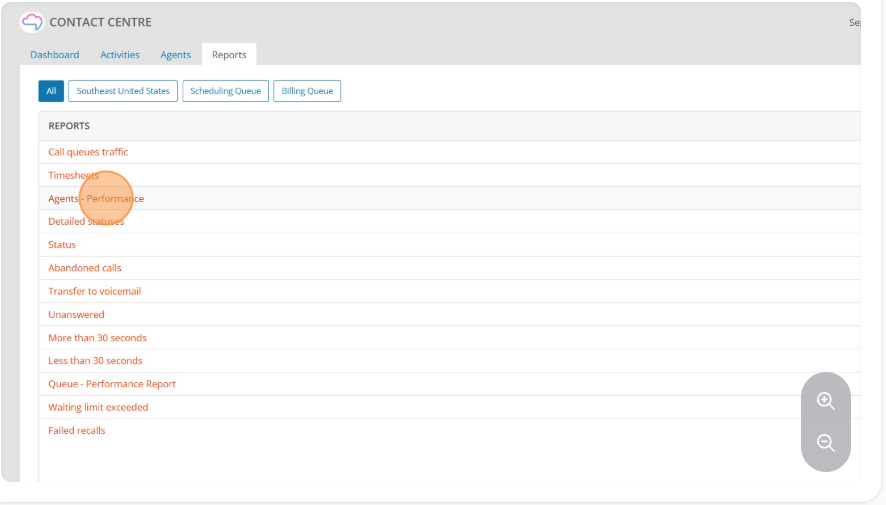 CONTACT CENTRE
Dashboard Activities Agents Reports
All Southeast United States Scheduling Queue Billing Queue
REPORTS
Call queues traffic
Timesheets
Agents - Performance
Detailed statuses
Status
Abandoned calls
Transfer to voicemail
Unanswered
More than 30 seconds
Less than 30 seconds
Queue - Performance Report
Waiting limit exceeded
Failed recalls